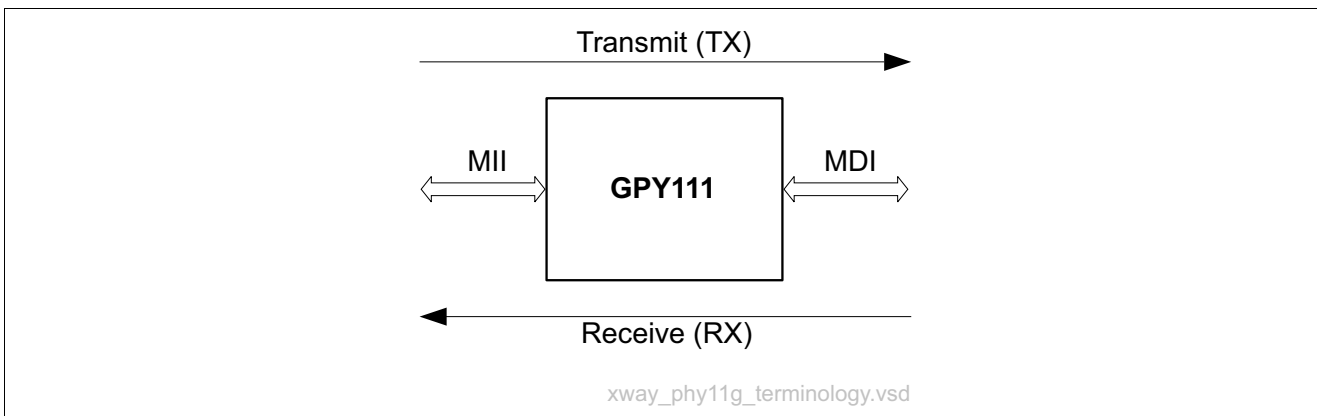 Transmit (TX)
MII
GPY111
MDI
Receive (RX)
xway_phy11g_terminology.vsd